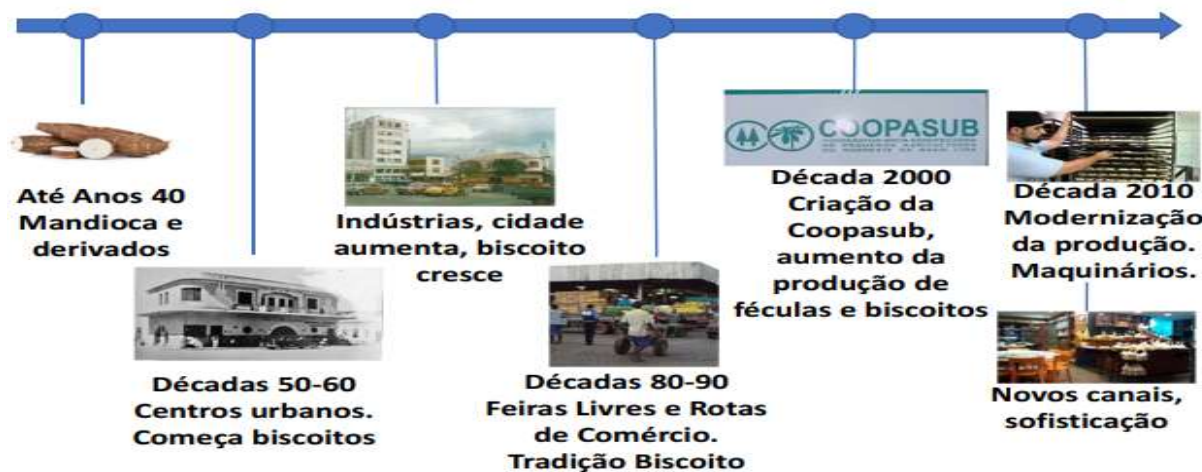 Até Anos 40
Mandioca e
derivados
Décadas 50-60
Centros urbanos.
Começa biscoitos
Indústrias, cidade
aumenta, biscoito
cresce
Décadas 80-90
Feiras Livres e Rotas
de Comércio.
Tradição Biscoito
COOPASUB
Década 2000
Criação da
Coopasub,
aumento da
produção de
féculas e biscoitos
Década 2010
Modernização
da produção.
Maquinários.
Novos canais,
sofisticação